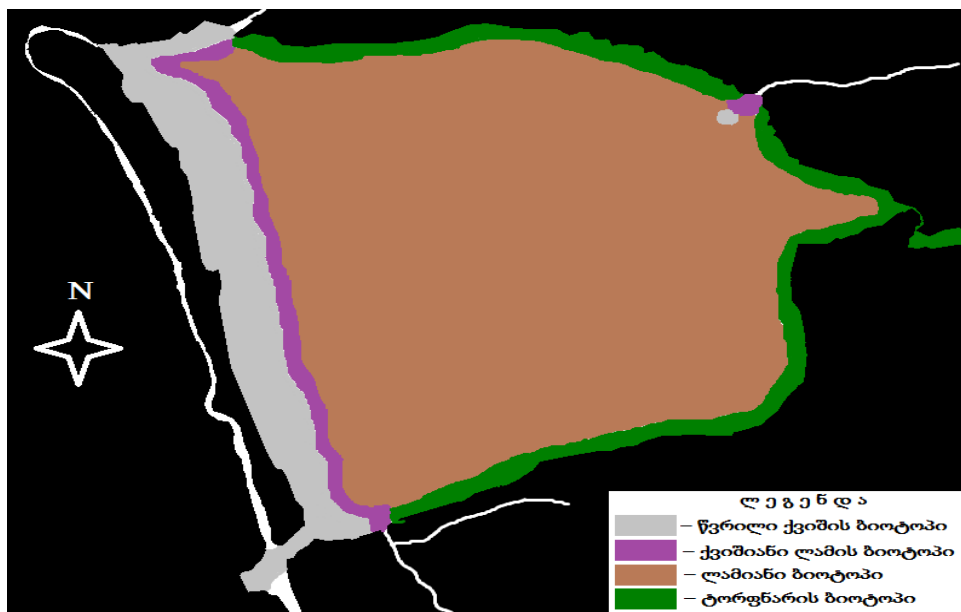 N
ლ ე გ ე ნ დ ა
– წვრილი ქვიშის ბიოტოპი
– ქვიშიანი ლამის ბიოტოპი
– ლამიანი ბიოტოპი
– ტორფნარის ბიოტოპი